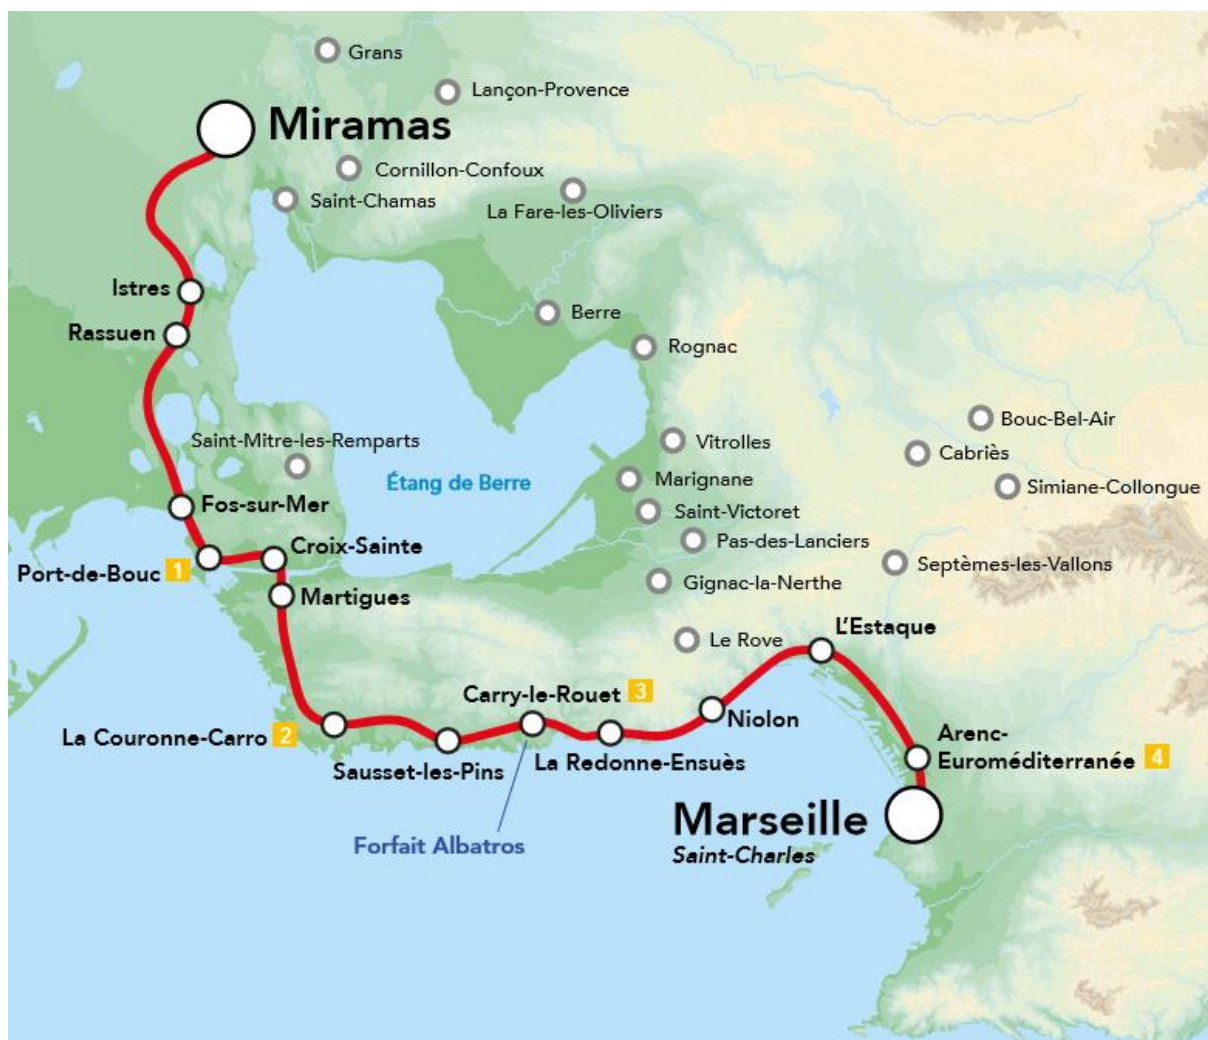 Grans
Lançon-Provence
Miramas
Cornillon-Confoux
Saint-Chamas
La Fare-les-Oliviers
Istres
Berre
Rassuen
Rognac
Bouc-Bel-Air
Saint-Mitre-les-Remparts
Vitrolles
Cabriès
Étang de Berre
Marignane
Simiane-Collongue
Fos-sur-Mer
Saint-Victoret
Croix-Sainte
Pas-des-Lanciers
Septèmes-les-Vallons
Port-de-Bouc 1
Gignac-la-Nerthe
Martigues
L'Estaque
Le Rove
Carry-le-Rouet 3
Niolon
La Couronne-Carro 2
Arenc-
Euroméditerranée 4
Sausset-les-Pins
La Redonne-Ensuès
Marseille
Saint-Charles
Forfait Albatros